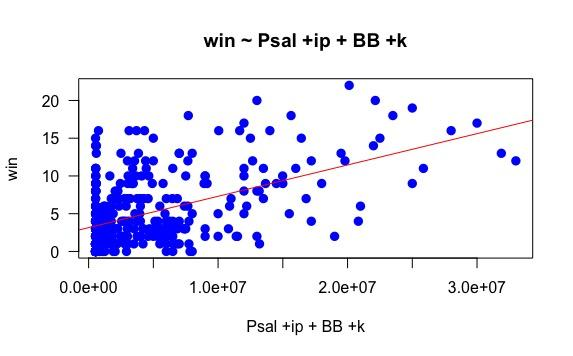 win ~ Psal +ip + BB +k
win
20
15
10
5
0
0.0e+00 1.0e+07 2.0e+07 3.0e+07
Psal +ip + BB +k